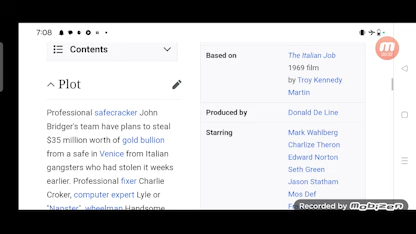 7:08
Contents
Plot
Professional safecracker John
Bridger's team have plans to steal
$35 million worth of gold bullion
from a safe in Venice from Italian
gangsters who had stolen it weeks
earlier. Professional fixer Charlie
Croker, computer expert Lyle or
"Napster", wheelman Handsome
Based on
The Italian Job
1969 film
by Troy Kennedy
Martin
Produced by
Donald De Line
Starring
Mark Wahlberg
Charlize Theron
Edward Norton
Seth Green
Jason Statham
Mos Def
Recorded by mobizen